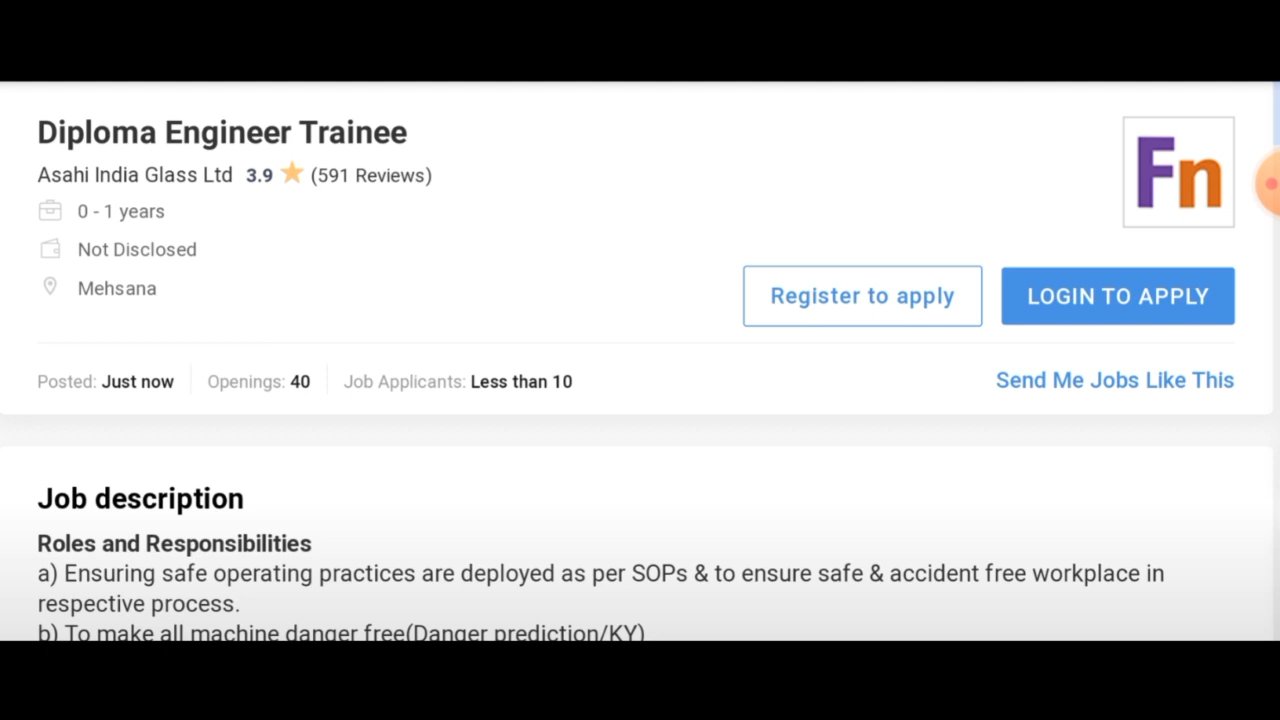 Diploma Engineer Trainee
Asahi India Glass Ltd 3.9 (591 Reviews)
Fn
0 - 1 years
Not Disclosed
Mehsana
Register to apply
LOGIN TO APPLY
Posted: Just now Openings: 40 Job Applicants: Less than 10
Send Me Jobs Like This
Job description
Roles and Responsibilities
a) Ensuring safe operating practices are deployed as per SOPs & to ensure safe & accident free workplace in
respective process.
b) To make all machine danger free(Danger prediction/KY)